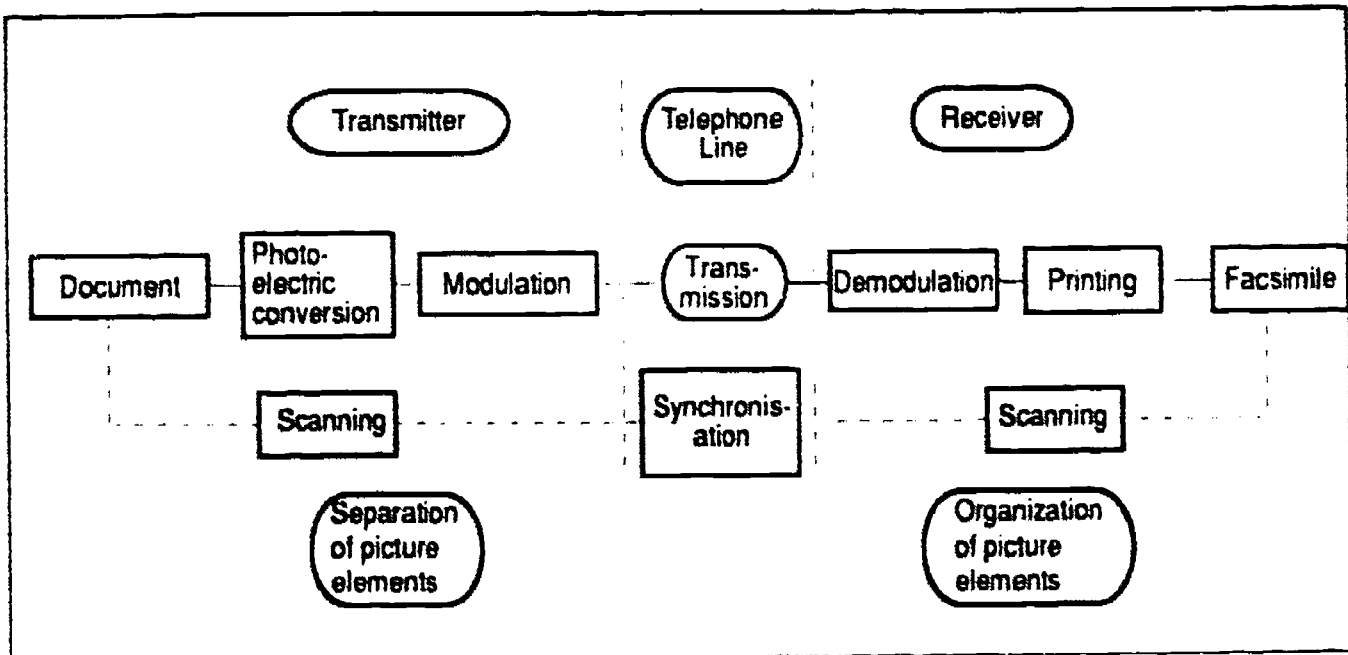 Transmitter
Telephone
Line
Receiver
Document
Photo-
electric
conversion
Modulation
Trans-
mission
Demodulation
Printing
Facsimile
Scanning
Synchronis-
ation
Scanning
Separation
of picture
elements
Organization
of picture
elements